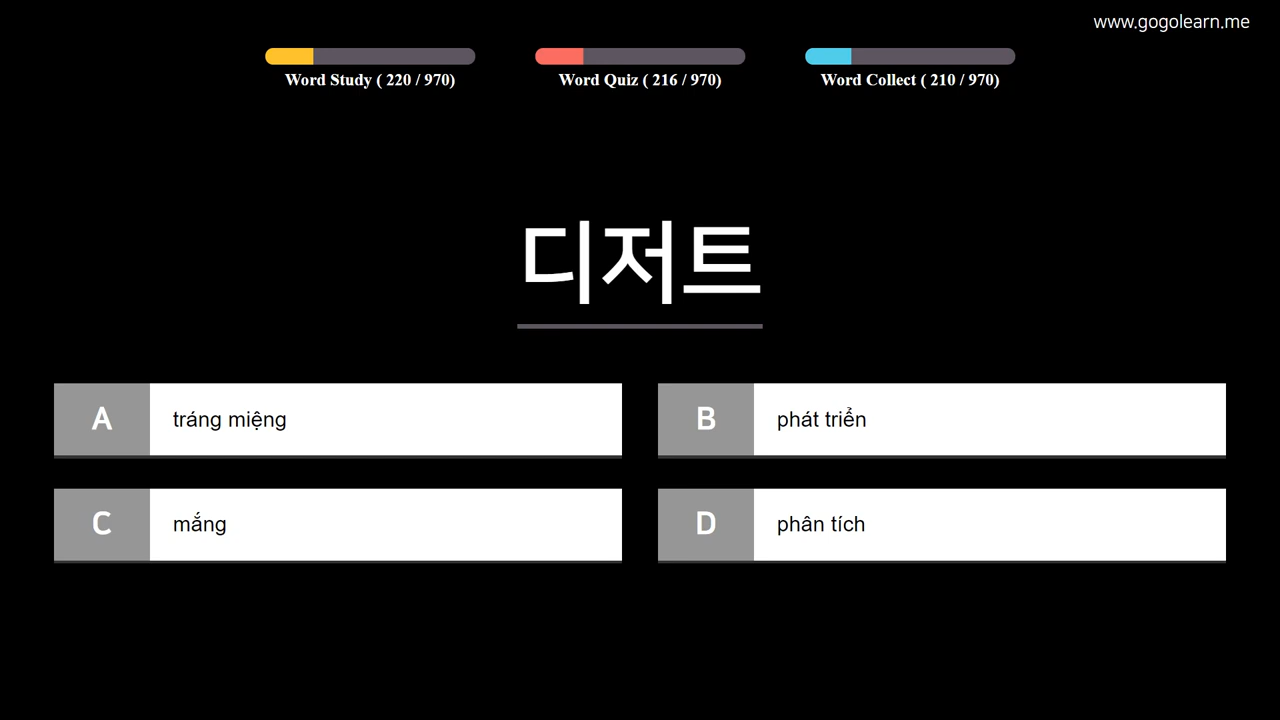 www.gogolearn.me
Word Study ( 220 / 970)
Word Quiz ( 216 / 970)
Word Collect ( 210 / 970)
디저트
A tráng miệng
B phát triển
C mắng
D phân tích